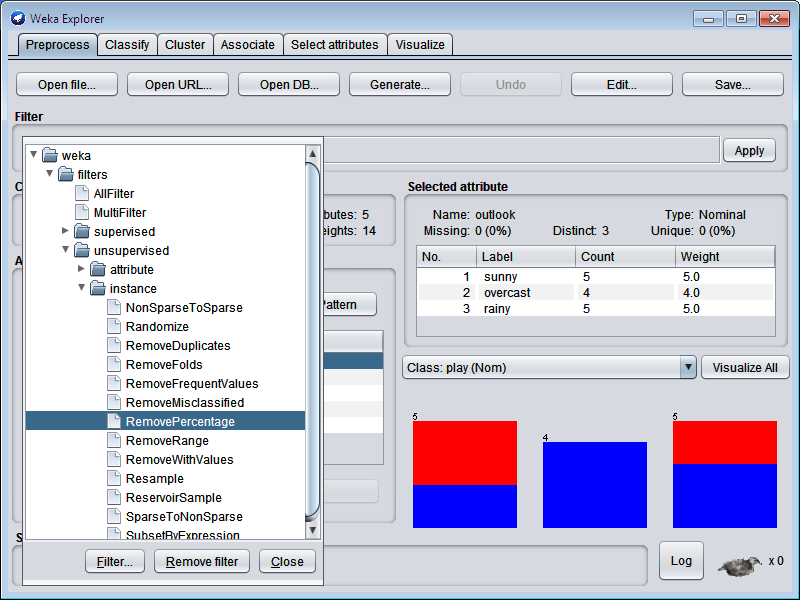 Weka Explorer
Preprocess Classify Cluster Associate Select attributes Visualize
Open file... Open URL... Open DB... Generate... Undo Edit... Save...
Filter
Apply
weka
filters
AllFilter
MultiFilter
supervised
unsupervised
attribute
instance
NonSparseToSparse
Randomize
RemoveDuplicates
RemoveFolds
RemoveFrequentValues
RemoveMisclassified
RemovePercentage
RemoveRange
RemoveWithValues
Resample
ReservoirSample
SparseToNonSparse
SubsetByExpression
Filter... Remove filter Close
C
butes: 5
eights: 14
A
Pattern
S
Selected attribute
Name: outlook Type: Nominal
Missing: 0 (0%) Distinct: 3 Unique: 0 (0%)
No. Label Count Weight
1 sunny 5 5.0
2 overcast 4 4.0
3 rainy 5 5.0
Class: play (Nom) Visualize All
5 4 5
Log x 0